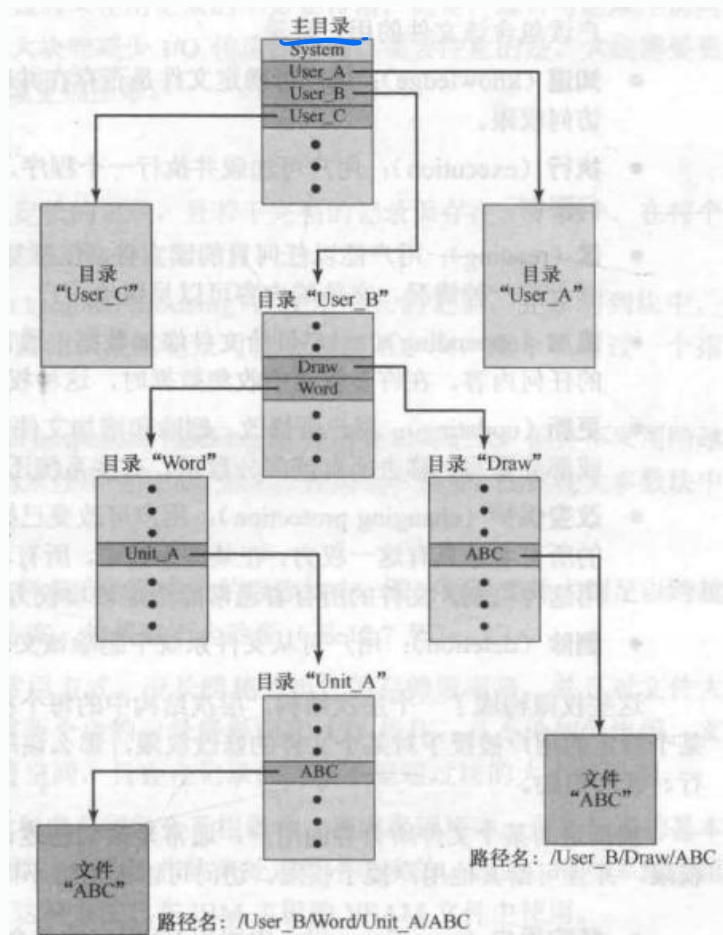 主目录
System
User_A
User_B
User_C
目录
“User_C”
目录 “User_B”
目录
“User_A”
Draw
Word
目录 “Word”
目录 “Draw”
Unit_A
ABC
目录 “Unit_A”
ABC
文件
“ABC”
路径名：/User_B/Draw/ABC
文件
“ABC”
路径名：/User_B/Word/Unit_A/ABC